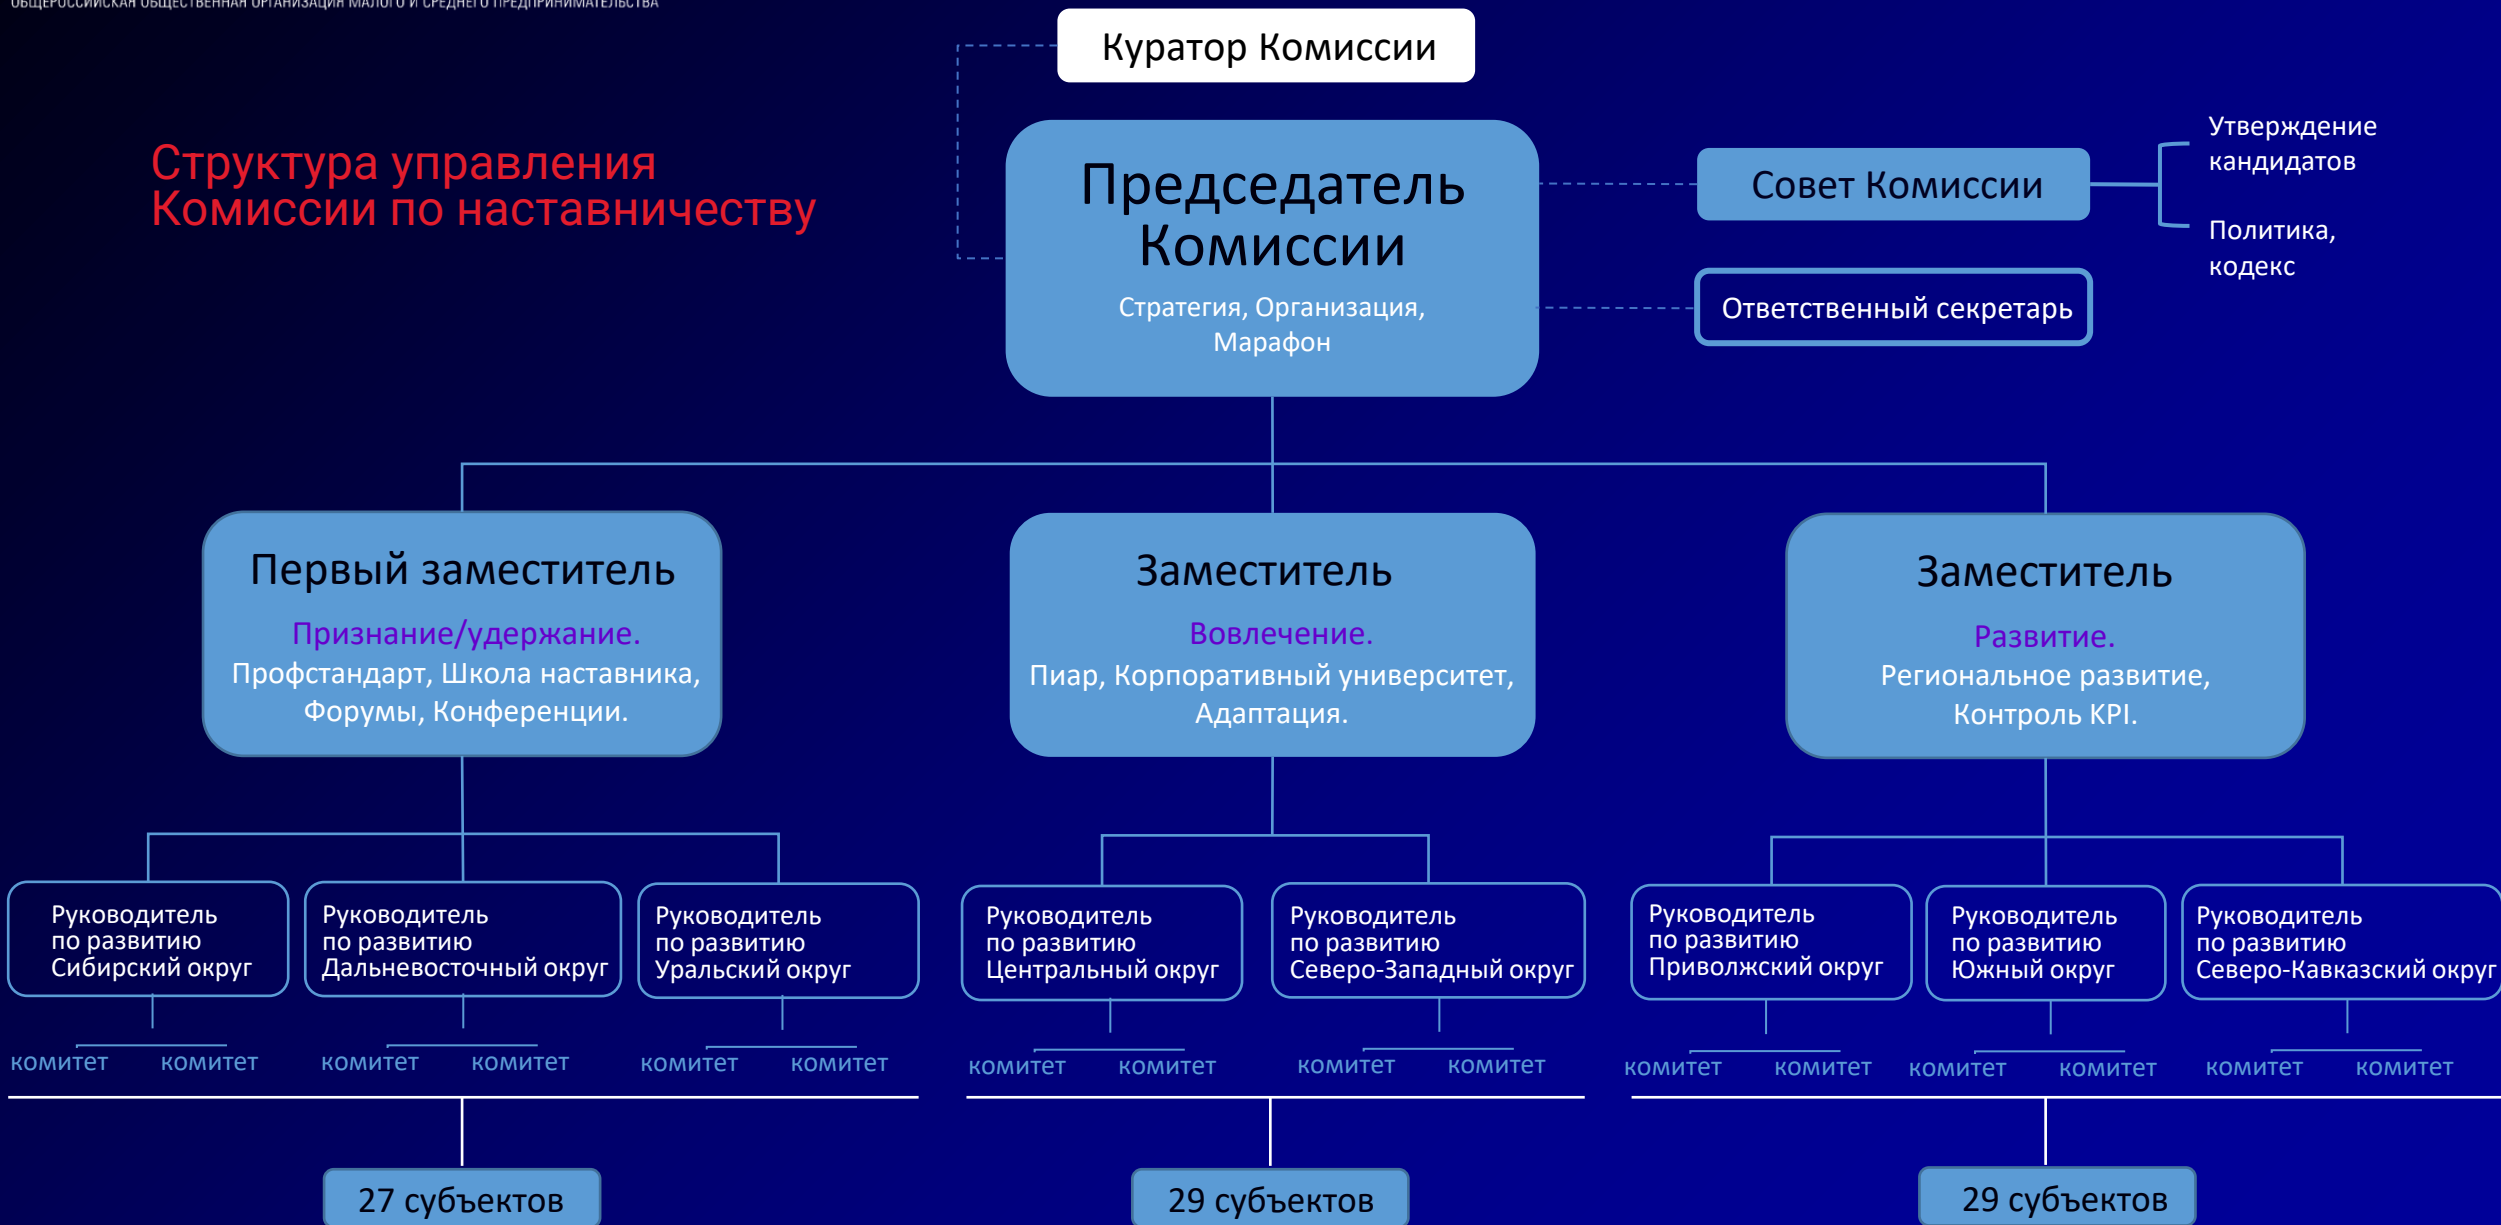 ОБЩЕРОССИЙСКАЯ ОБЩЕСТВЕННАЯ ОРГАНИЗАЦИЯ МАЛОГО И СРЕДНЕГО ПРЕДПРИНИМАТЕЛЬСТВА
Куратор Комиссии
Структура управления
Комиссии по наставничеству
Председатель
Комиссии
Стратегия, Организация,
Марафон
Совет Комиссии
Утверждение
кандидатов
Политика,
кодекс
Ответственный секретарь
Первый заместитель
Признание/удержание.
Профстандарт, Школа наставника,
Форумы, Конференции.
Заместитель
Вовлечение.
Пиар, Корпоративный университет,
Адаптация.
Заместитель
Развитие.
Региональное развитие,
Контроль KPI.
Руководитель
по развитию
Сибирский округ
Руководитель
по развитию
Дальневосточный округ
Руководитель
по развитию
Уральский округ
Руководитель
по развитию
Центральный округ
Руководитель
по развитию
Северо-Западный округ
Руководитель
по развитию
Приволжский округ
Руководитель
по развитию
Южный округ
Руководитель
по развитию
Северо-Кавказский округ
комитет комитет
комитет комитет
комитет комитет
комитет комитет
комитет комитет
комитет комитет
комитет комитет
комитет комитет
27 субъектов
29 субъектов
29 субъектов